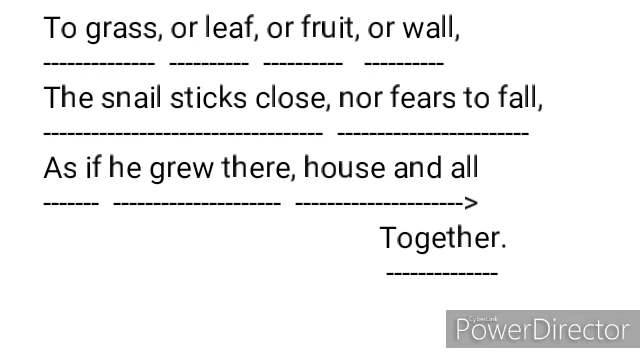 To grass, or leaf, or fruit, or wall,
-------------- ---------- ---------- ----------
The snail sticks close, nor fears to fall,
----------------------------------- ------------------------
As if he grew there, house and all
------- --------------------- --------------------->
Together.
--------------
CyberLink
PowerDirector